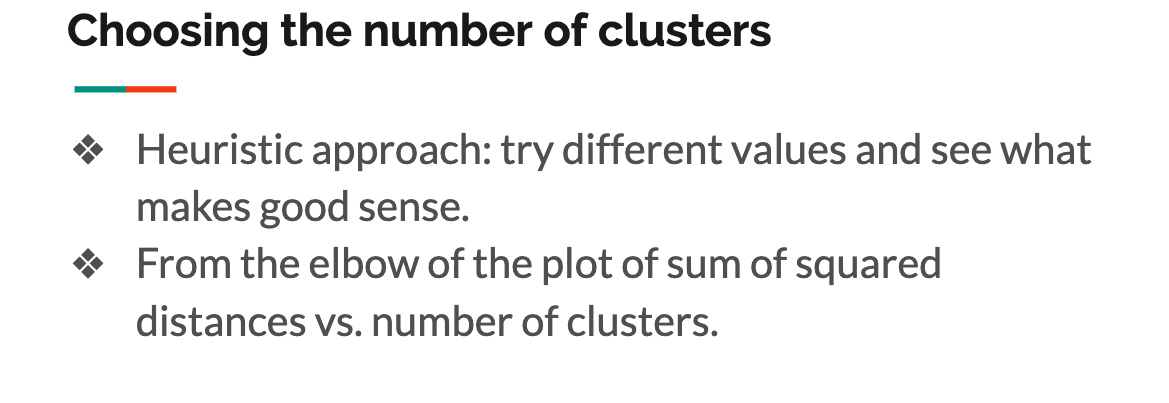 Choosing the number of clusters
❖ Heuristic approach: try different values and see what
makes good sense.
❖ From the elbow of the plot of sum of squared
distances vs. number of clusters.